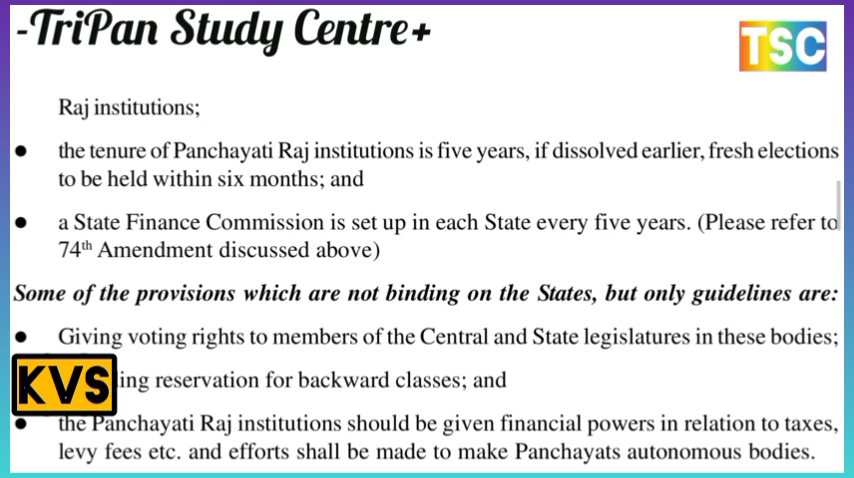 -TriPan Study Centre+
TSC
Raj institutions;
● the tenure of Panchayati Raj institutions is five years, if dissolved earlier, fresh elections
to be held within six months; and
● a State Finance Commission is set up in each State every five years. (Please refer to
74th Amendment discussed above)
Some of the provisions which are not binding on the States, but only guidelines are:
● Giving voting rights to members of the Central and State legislatures in these bodies;
KVS
ing reservation for backward classes; and
● the Panchayati Raj institutions should be given financial powers in relation to taxes,
levy fees etc. and efforts shall be made to make Panchayats autonomous bodies.